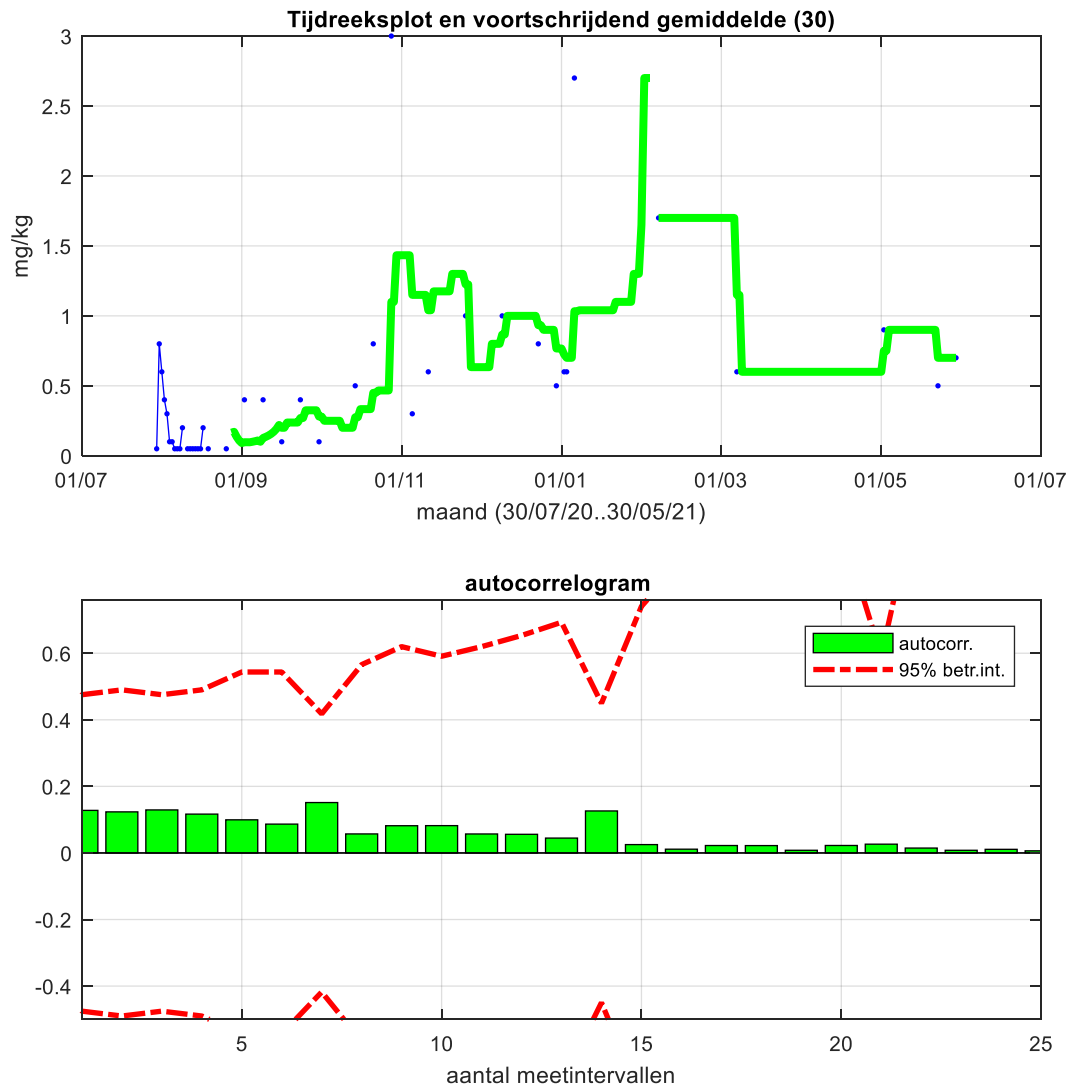 Tijdreeksplot en voortschrijdend gemiddelde (30)
3
2.5
2
1.5
1
0.5
0
mg/kg
01/07 01/09 01/11 01/01 01/03 01/05 01/07
maand (30/07/20..30/05/21)
autocorrelogram
0.6
0.4
0.2
0
-0.2
-0.4
autocorr.
95% betr.int.
5 10 15 20 25
aantal meetintervallen